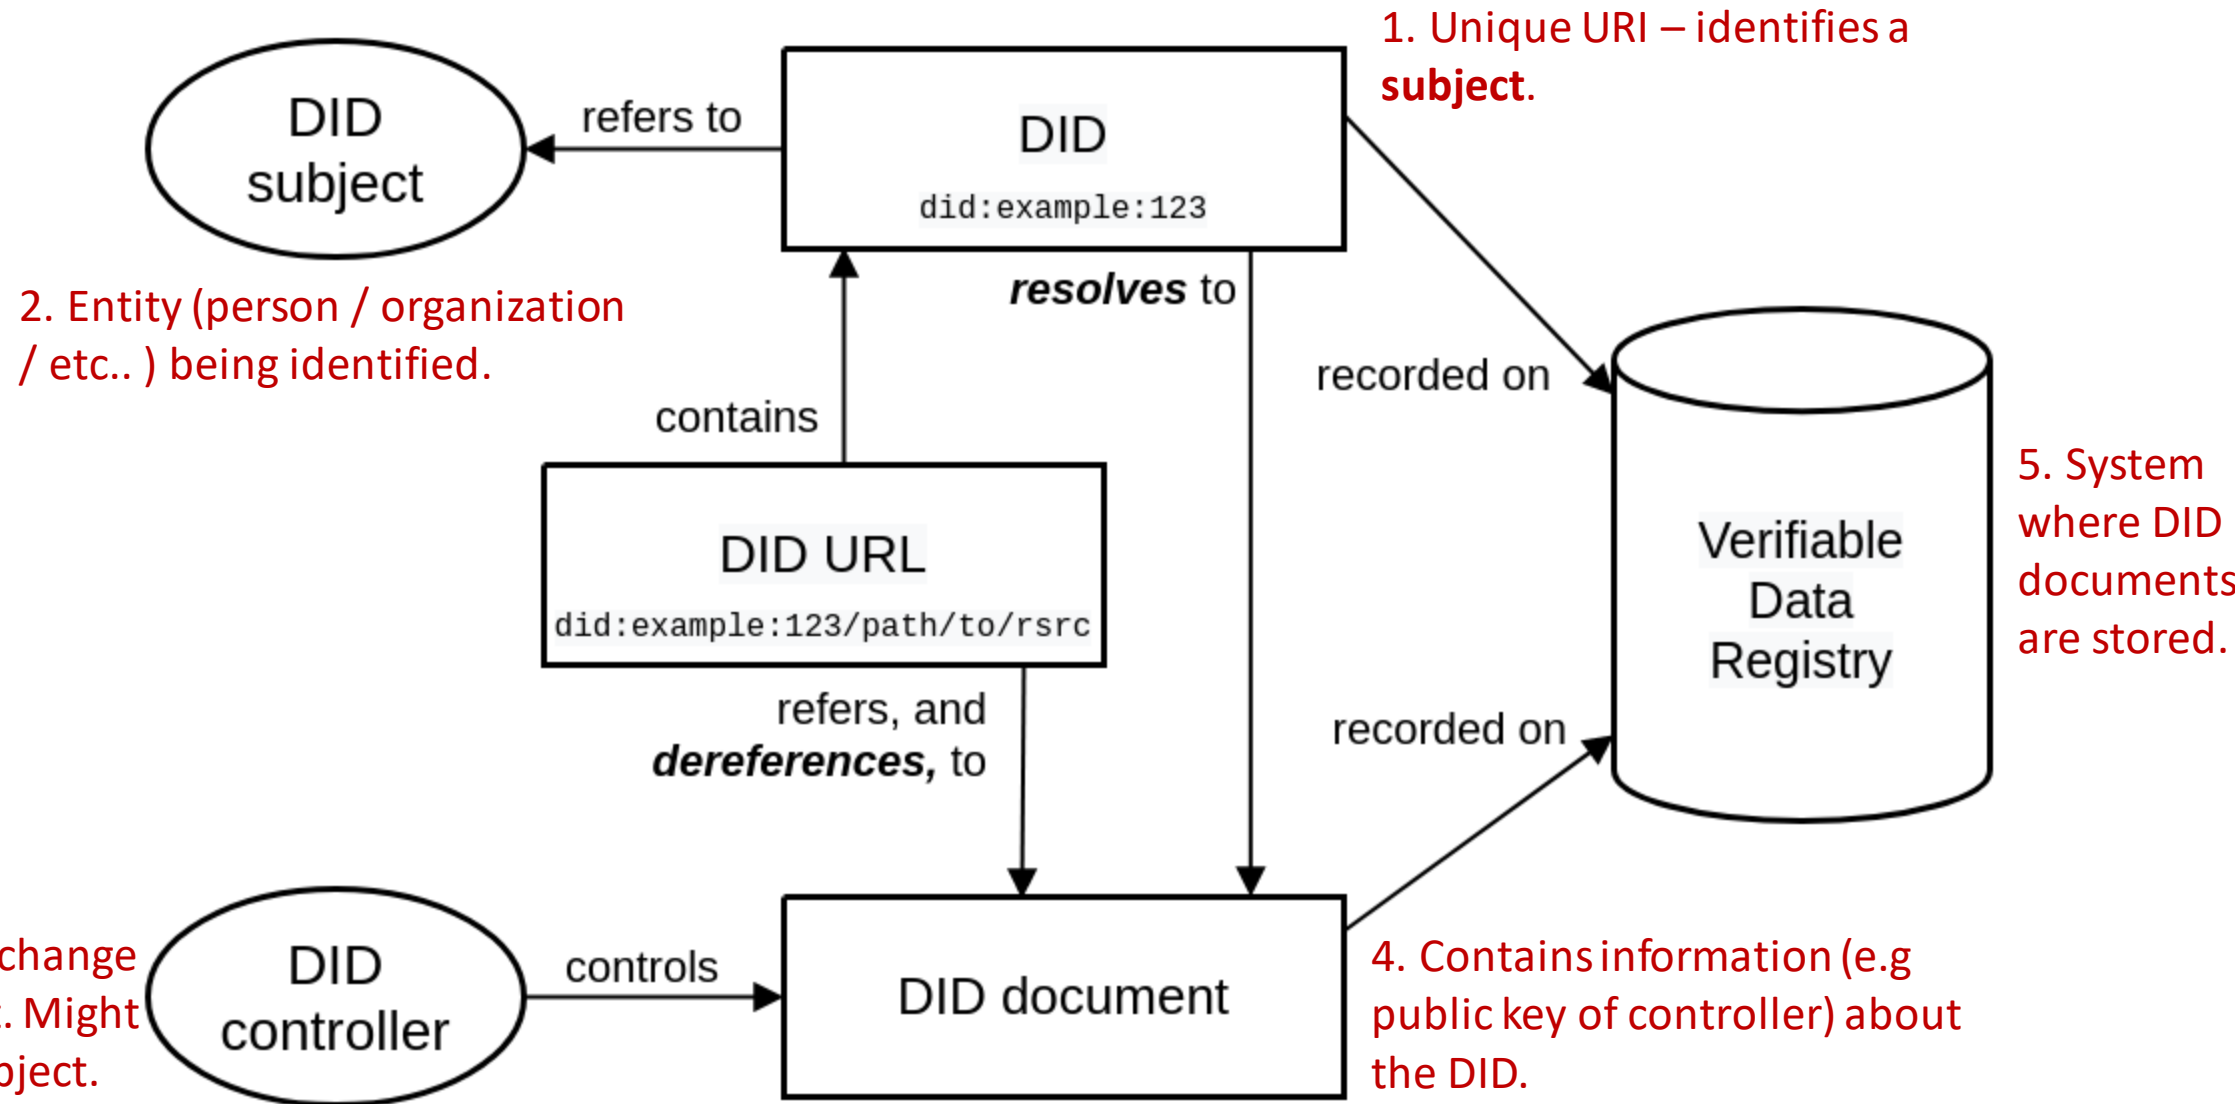 1. Unique URI – identifies a
subject.
DID
subject
refers to
DID
did:example:123
2. Entity (person / organization
/ etc.. ) being identified.
resolves to
contains
recorded on
DID URL
did:example:123/path/to/rsrc
Verifiable
Data
Registry
5. System
where DID
documents
are stored.
refers, and
dereferences, to
recorded on
change
. Might
DID
controller
controls
DID document
4. Contains information (e.g
public key of controller) about
the DID.